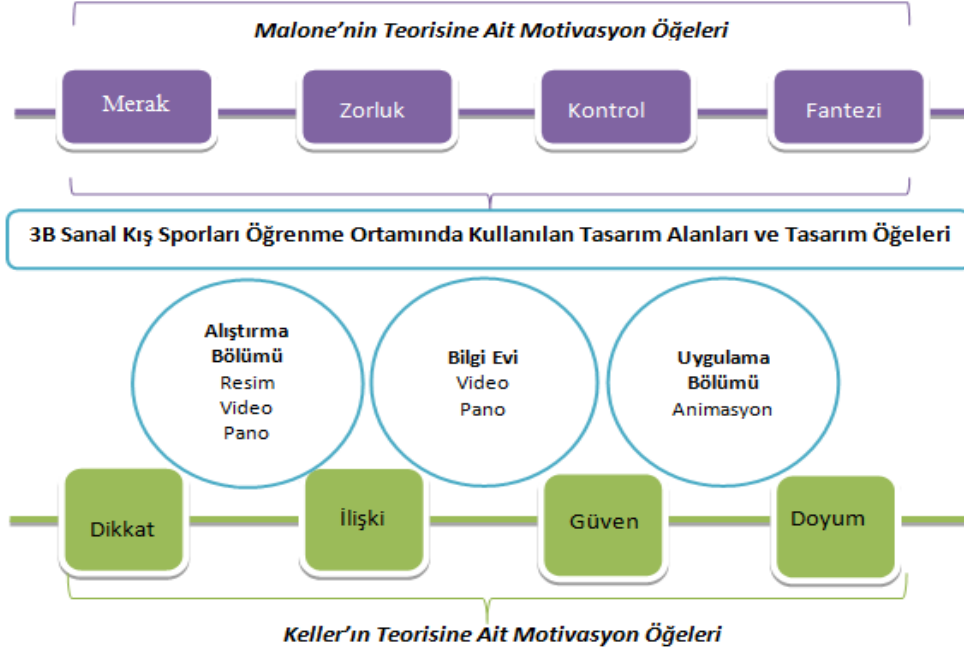 Malone’nin Teorisine Ait Motivasyon Öğeleri
Merak
Zorluk
Kontrol
Fantezi
3B Sanal Kış Sporları Öğrenme Ortamında Kullanılan Tasarım Alanları ve Tasarım Öğeleri
Alıştırma
Bölümü
Resim
Video
Pano
Bilgi Evi
Video
Pano
Uygulama
Bölümü
Animasyon
Dikkat
İlişki
Güven
Doyum
Keller’ın Teorisine Ait Motivasyon Öğeleri